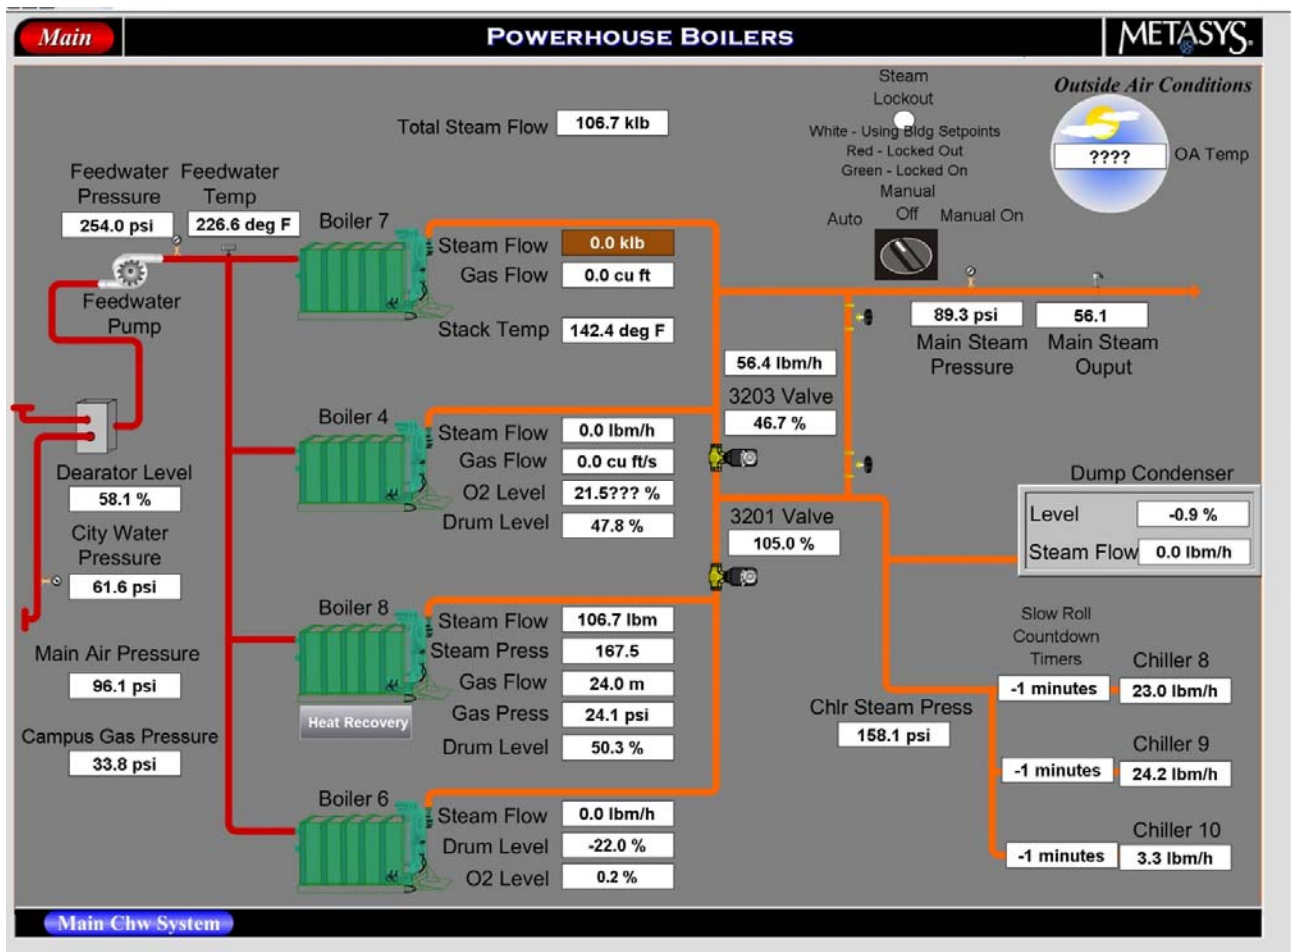 Main
POWERHOUSE BOILERS
METASYS.
Steam
Lockout
White - Using Bldg Setpoints
Red - Locked Out
Green - Locked On
Manual
Auto
Off
Manual On
Outside Air Conditions
????
OA Temp
Total Steam Flow
106.7 klb
Feedwater
Pressure
254.0 psi
Feedwater
Temp
226.6 deg F
Feedwater
Pump
Dearator Level
58.1 %
City Water
Pressure
61.6 psi
Main Air Pressure
96.1 psi
Campus Gas Pressure
33.8 psi
Boiler 7
Steam Flow 0.0 klb
Gas Flow 0.0 cu ft
Stack Temp 142.4 deg F
Boiler 4
Steam Flow 0.0 lbm/h
Gas Flow 0.0 cu ft/s
O2 Level 21.5??? %
Drum Level 47.8 %
Boiler 8
Heat Recovery
Steam Flow 106.7 lbm
Steam Press 167.5
Gas Flow 24.0 m
Gas Press 24.1 psi
Drum Level 50.3 %
Boiler 6
Steam Flow 0.0 lbm/h
Drum Level -22.0 %
O2 Level 0.2 %
56.4 lbm/h
3203 Valve
46.7 %
3201 Valve
105.0 %
89.3 psi
Main Steam
Pressure
56.1
Main Steam
Ouput
Dump Condenser
Level -0.9 %
Steam Flow 0.0 lbm/h
Slow Roll
Countdown
Timers
Chlr Steam Press
158.1 psi
Chiller 8
-1 minutes 23.0 lbm/h
Chiller 9
-1 minutes 24.2 lbm/h
Chiller 10
-1 minutes 3.3 lbm/h
Main Chw System